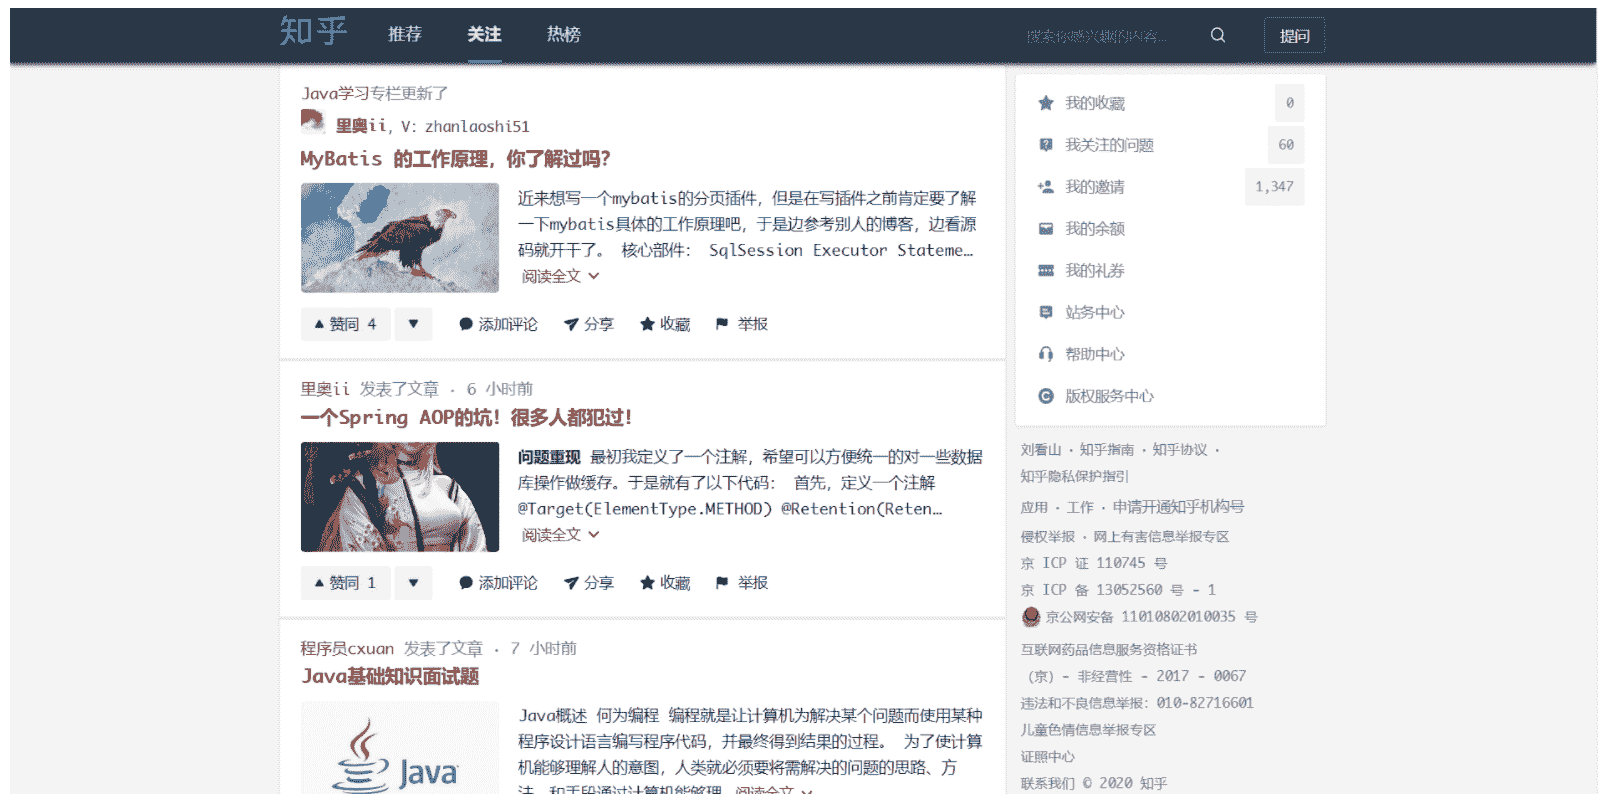 知乎 推荐 关注 热榜 搜索你感兴趣的内容... 提问
Java学习专栏更新了
里奥ii, V: zhanlaoshi51
MyBatis 的工作原理，你了解过吗？
近来想写一个mybatis的分页插件，但是在写插件之前肯定要了解
一下mybatis具体的工作原理吧，于是边参考别人的博客，边看源
码就开干了。 核心部件： SqlSession Executor Stateme…
阅读全文
赞同 4 添加评论 分享 收藏 举报
里奥ii 发表了文章 · 6 小时前
一个Spring AOP的坑！很多人都犯过！
问题重现 最初我定义了一个注解，希望可以方便统一的对一些数据
库操作做缓存。于是就有了以下代码： 首先，定义一个注解
@Target(ElementType.METHOD) @Retention(Reten…
阅读全文
赞同 1 添加评论 分享 收藏 举报
程序员cxuan 发表了文章 · 7 小时前
Java基础知识面试题
Java
Java概述 何为编程 编程就是让计算机为解决某个问题而使用某种
程序设计语言编写程序代码，并最终得到结果的过程。 为了使计算
机能够理解人的意图，人类就必须要将需解决的问题的思路、方
法、和手段通过计算机能够理 阅读全文
我的收藏 0
我关注的问题 60
我的邀请 1,347
我的余额
我的礼券
站务中心
帮助中心
版权服务中心
刘看山 · 知乎指南 · 知乎协议 ·
知乎隐私保护指引
应用 · 工作 · 申请开通知乎机构号
侵权举报 · 网上有害信息举报专区
京 ICP 证 110745 号
京 ICP 备 13052560 号 - 1
京公网安备 11010802010035 号
互联网药品信息服务资格证书
（京）- 非经营性 - 2017 - 0067
违法和不良信息举报：010-82716601
儿童色情信息举报专区
证照中心
联系我们 © 2020 知乎